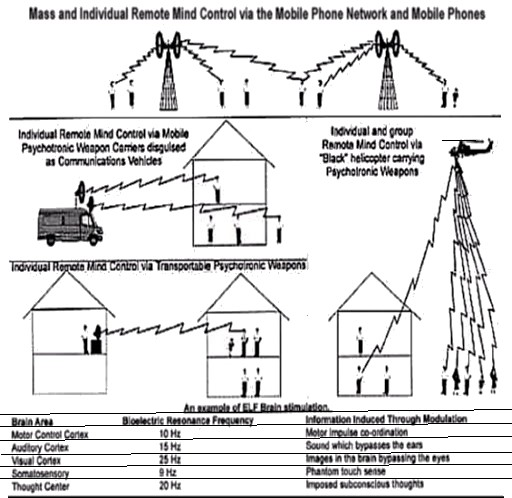 Mass and Individual Remote Mind Control via the Mobile Phone Network and Mobile Phones
Individual Remote Mind Control via Mobile
Psychotronic Weapon Carriers disguised
as Communications Vehicles
Individual and group
Remote Mind Control via
"Black" helicopter carrying
Psychotronic Weapons
Individual Remote Mind Control via Transportable Psychotronic Weapons
An example of ELF Brain stimulation.
Brain Area Bioelectric Resonance Frequency Information Induced Through Modulation
Motor Control Cortex 10 Hz Motor Impulse co-ordination
Auditory Cortex 15 Hz Sound which bypasses the ears
Visual Cortex 25 Hz Images in the brain bypassing the eyes
Somatosensory 9 Hz Phantom touch sense
Thought Center 20 Hz Imposed subconscious thoughts